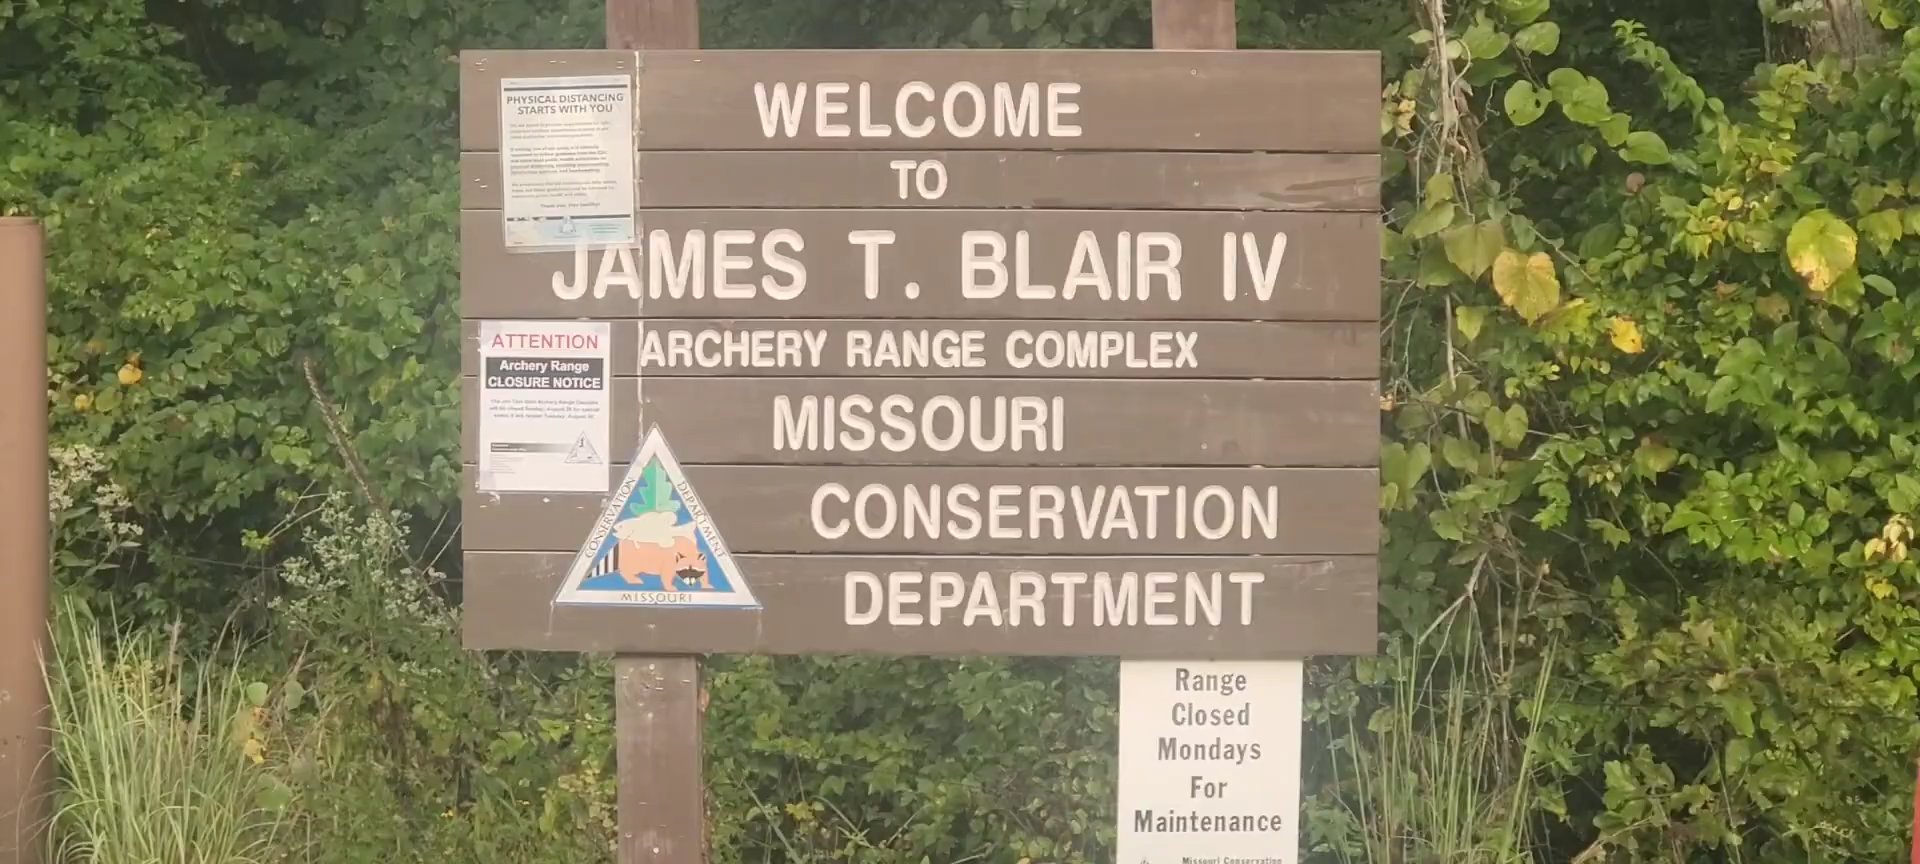 PHYSICAL DISTANCING
STARTS WITH YOU
WELCOME
TO
JAMES T. BLAIR IV
ATTENTION
Archery Range
CLOSURE NOTICE
ARCHERY RANGE COMPLEX
MISSOURI
CONSERVATION
DEPARTMENT
CONSERVATION DEPARTMENT
MISSOURI
Range
Closed
Mondays
For
Maintenance
Missouri Conservation